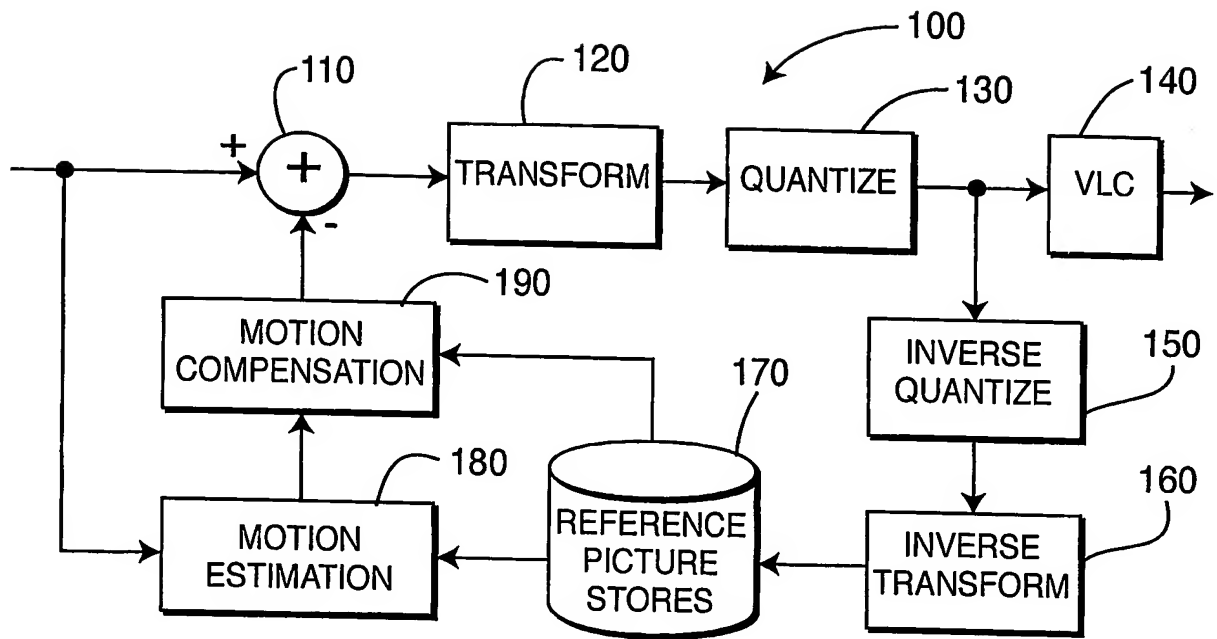 100
110
120
130
140
+
+
-
TRANSFORM
QUANTIZE
VLC
190
MOTION
COMPENSATION
170
INVERSE
QUANTIZE
150
180
MOTION
ESTIMATION
REFERENCE
PICTURE
STORES
160
INVERSE
TRANSFORM